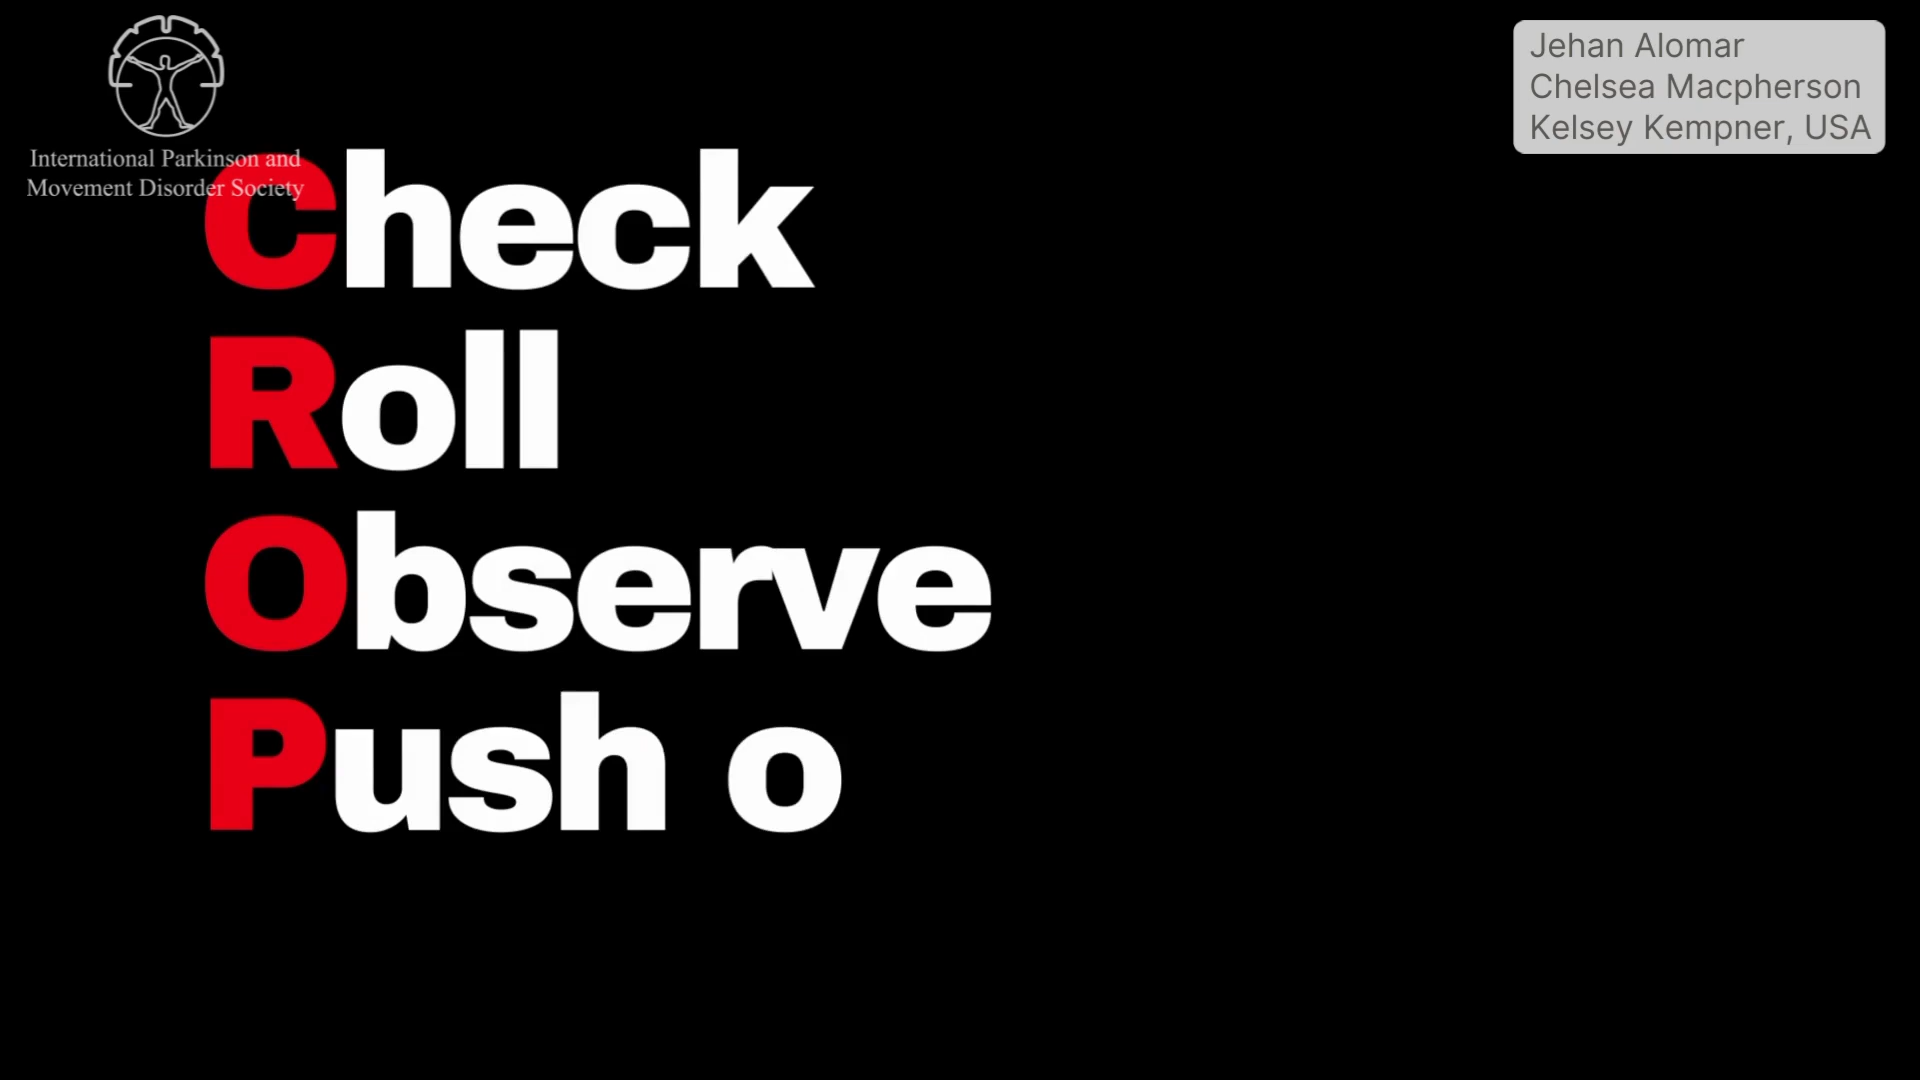 International Parkinson and
Movement Disorder Society
Jehan Alomar
Chelsea Macpherson
Kelsey Kempner, USA
Check
Roll
Observe
Push o